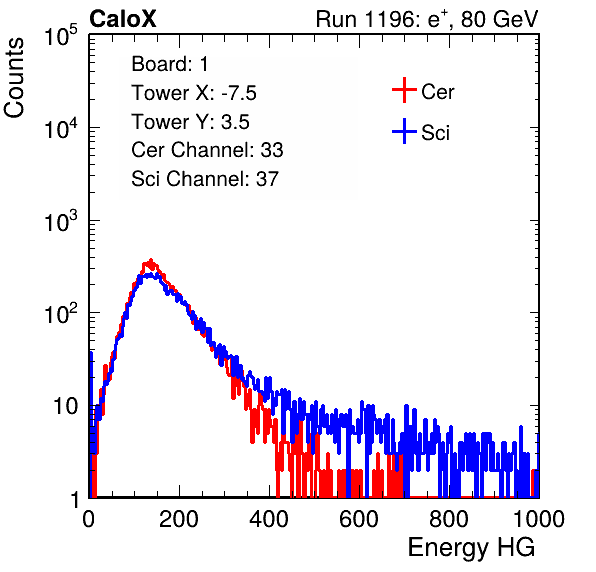 CaloX Run 1196: e⁺, 80 GeV
Counts
10⁵
10⁴
10³
10²
10
1
Board: 1
Tower X: -7.5
Tower Y: 3.5
Cer Channel: 33
Sci Channel: 37
Cer
Sci
0 200 400 600 800 1000
Energy HG